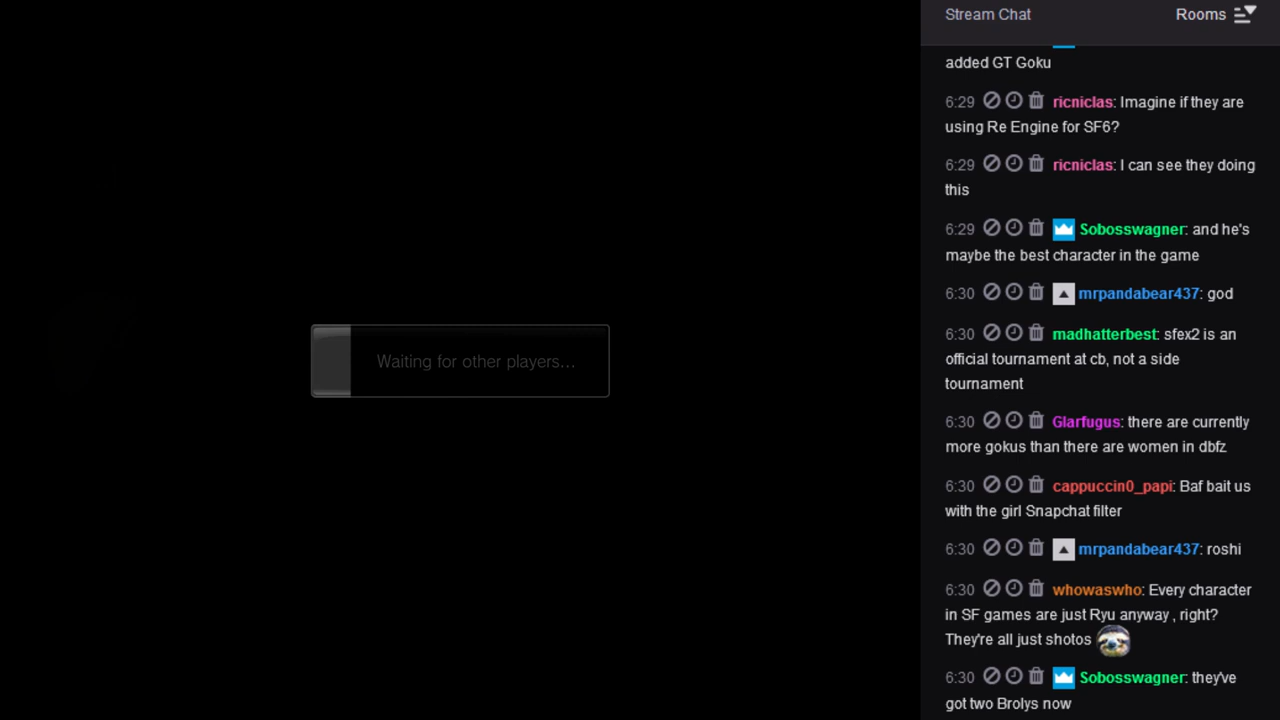 Stream Chat
Rooms
added GT Goku
6:29 ricniclas: Imagine if they are
using Re Engine for SF6?
6:29 ricniclas: I can see they doing
this
6:29 Sobosswagner: and he's
maybe the best character in the game
6:30 mrpandabear437: god
6:30 madhatterbest: sfex2 is an
official tournament at cb, not a side
tournament
6:30 Glarfugus: there are currently
more gokus than there are women in dbfz
6:30 cappuccin0_papi: Baf bait us
with the girl Snapchat filter
6:30 mrpandabear437: roshi
6:30 whowaswho: Every character
in SF games are just Ryu anyway , right?
They're all just shotos
6:30 Sobosswagner: they've
got two Brolys now
Waiting for other players...